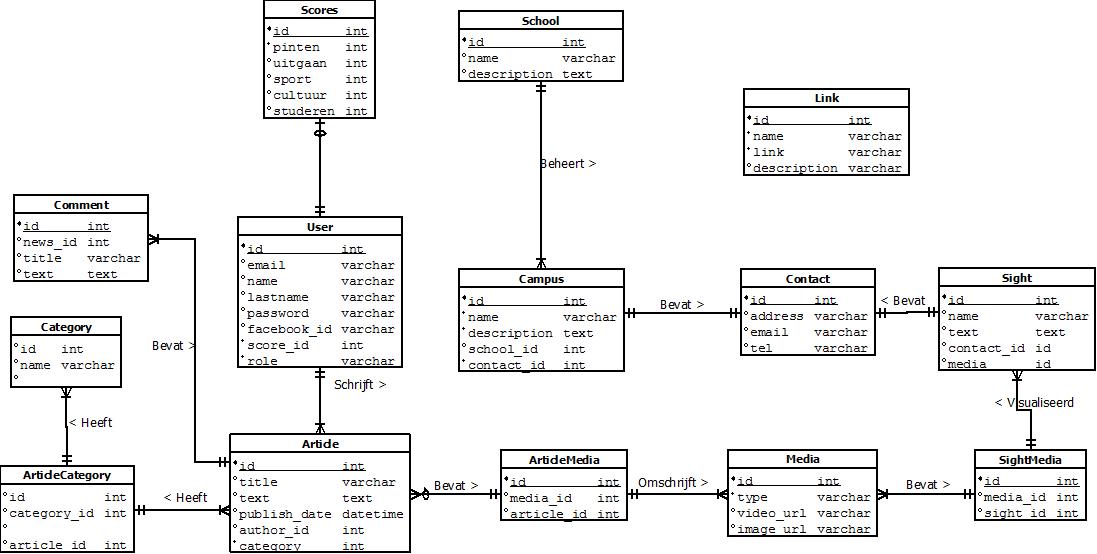 Scores
id int
pinten int
uitgaan int
sport int
cultuur int
studeren int
School
id int
name varchar
description text
Link
id int
name varchar
link varchar
description varchar
Beheert >
Comment
id int
news_id int
title varchar
text text
User
id int
email varchar
name varchar
lastname varchar
password varchar
facebook_id varchar
score_id int
role varchar
Campus
id int
name varchar
description text
school_id int
contact_id int
Bevat >
Contact
id int
address varchar
email varchar
tel varchar
< Bevat
Sight
id int
name varchar
text text
contact_id id
media id
Category
id int
name varchar
Bevat >
Schrijft >
< Heeft
< Visualiseerd
ArticleCategory
id int
category_id int
article_id int
< Heeft
Article
id int
title varchar
text text
publish_date datetime
author_id int
category int
Bevat >
ArticleMedia
id int
media_id int
article_id int
Omschrijft >
Media
id int
type varchar
video_url varchar
image_url varchar
Bevat >
SightMedia
id int
media_id int
sight_id int